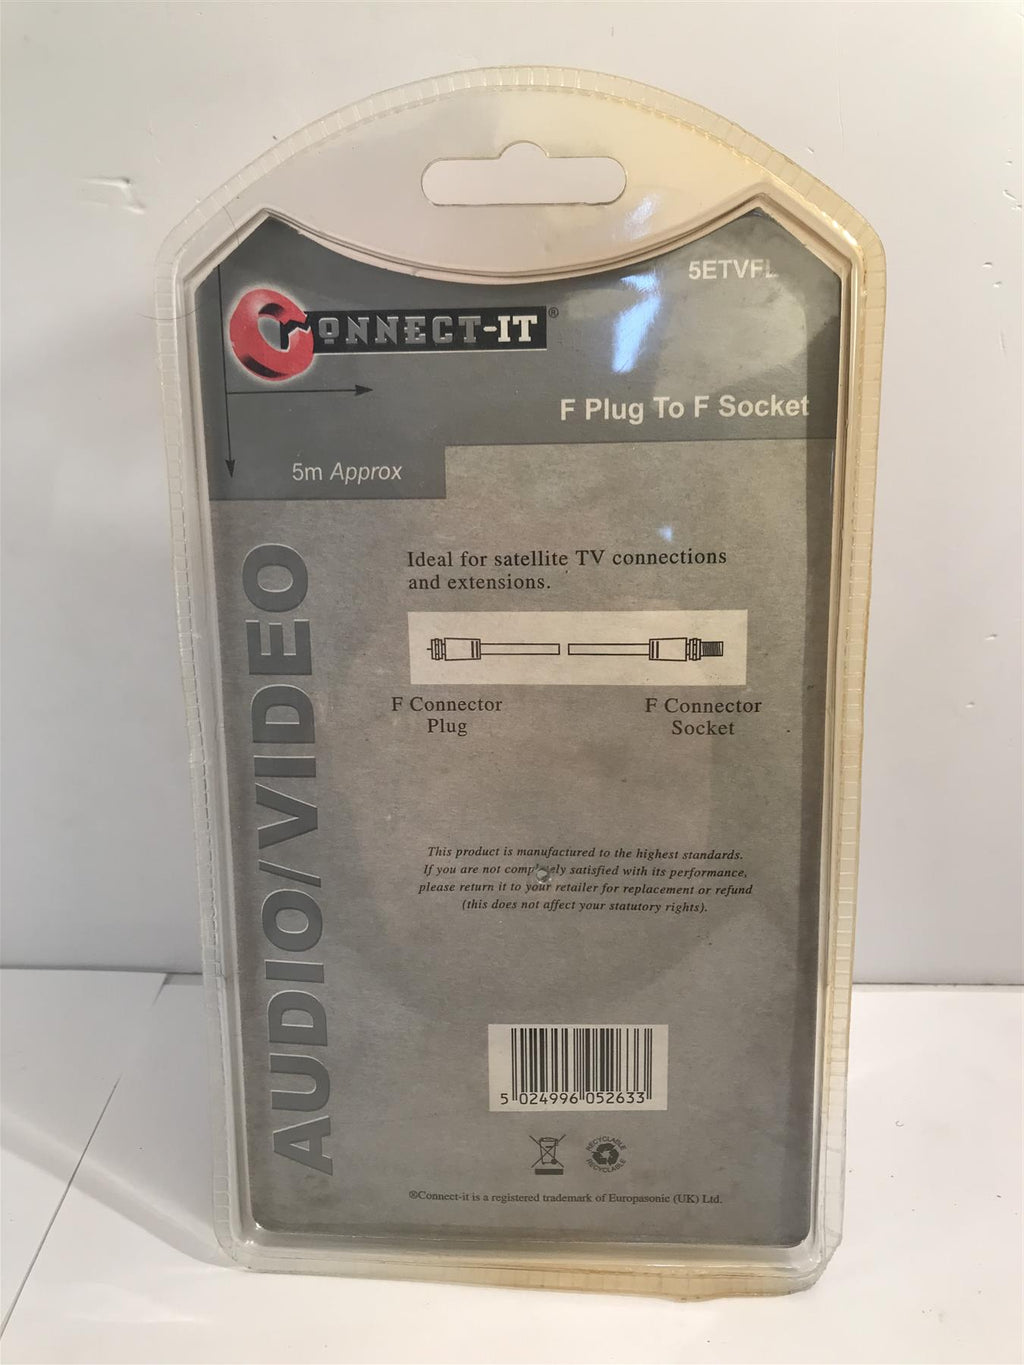 5ETVFL
CONNECT-IT®
F Plug To F Socket
5m Approx
AUDIO/VIDEO
Ideal for satellite TV connections
and extensions.
F Connector
Plug
F Connector
Socket
This product is manufactured to the highest standards.
If you are not completely satisfied with its performance,
please return it to your retailer for replacement or refund
(this does not affect your statutory rights).
5 024996 052633
RECYCLABLE
RECYCLABLE
®Connect-it is a registered trademark of Europasonic (UK) Ltd.